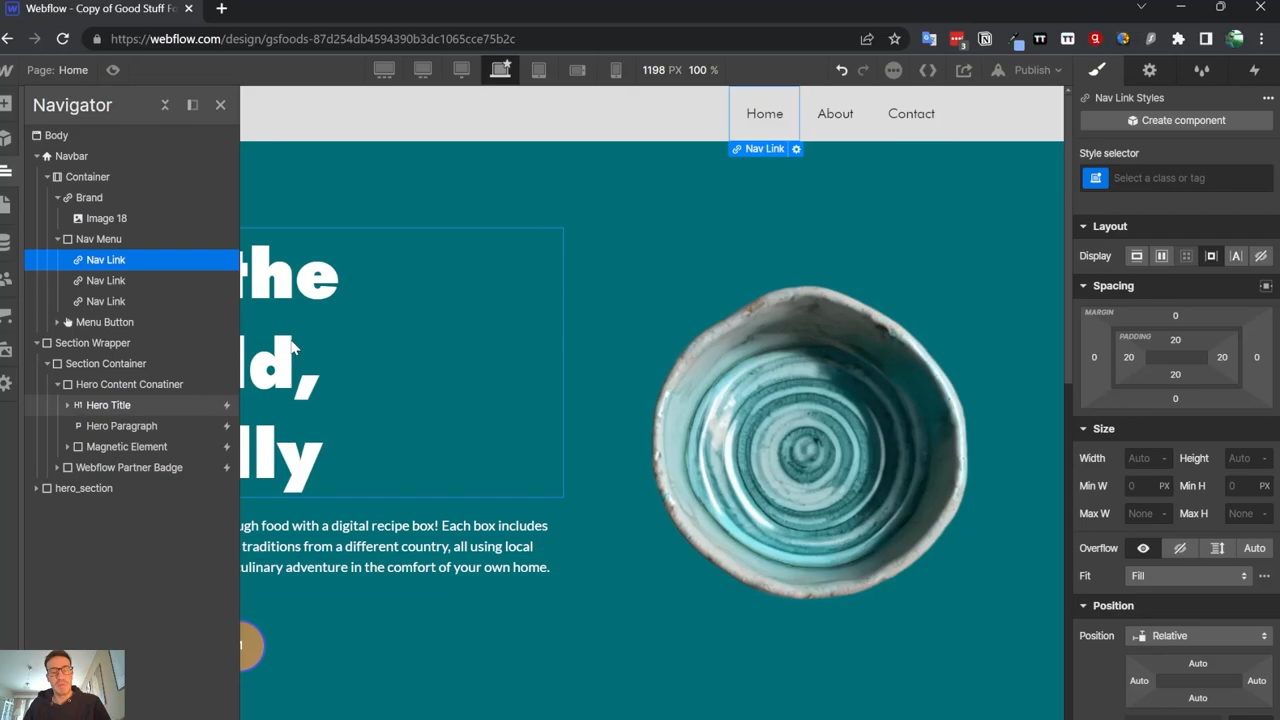 Webflow - Copy of Good Stuff Fo
https://webflow.com/design/gsfoods-87d254db4594390b3dc1065cce75b2c
3
Page: Home
1198 PX 100 %
Publish
Navigator
Body
Navbar
Container
Brand
Image 18
Nav Menu
Nav Link
Nav Link
Nav Link
Menu Button
Section Wrapper
Section Container
Hero Content Conatiner
H1 Hero Title
P Hero Paragraph
Magnetic Element
Webflow Partner Badge
hero_section
Home About Contact
Nav Link
the
ld,
lly
ugh food with a digital recipe box! Each box includes
traditions from a different country, all using local
culinary adventure in the comfort of your own home.
Nav Link Styles
Create component
Style selector
Select a class or tag
Layout
Display
Spacing
MARGIN
0
PADDING
20
0 20 20 0
20
0
Size
Width Auto - Height Auto -
Min W 0 PX Min H 0 PX
Max W None - Max H None -
Overflow Auto
Fit Fill
Position
Position Relative
Auto
Auto Auto
Auto